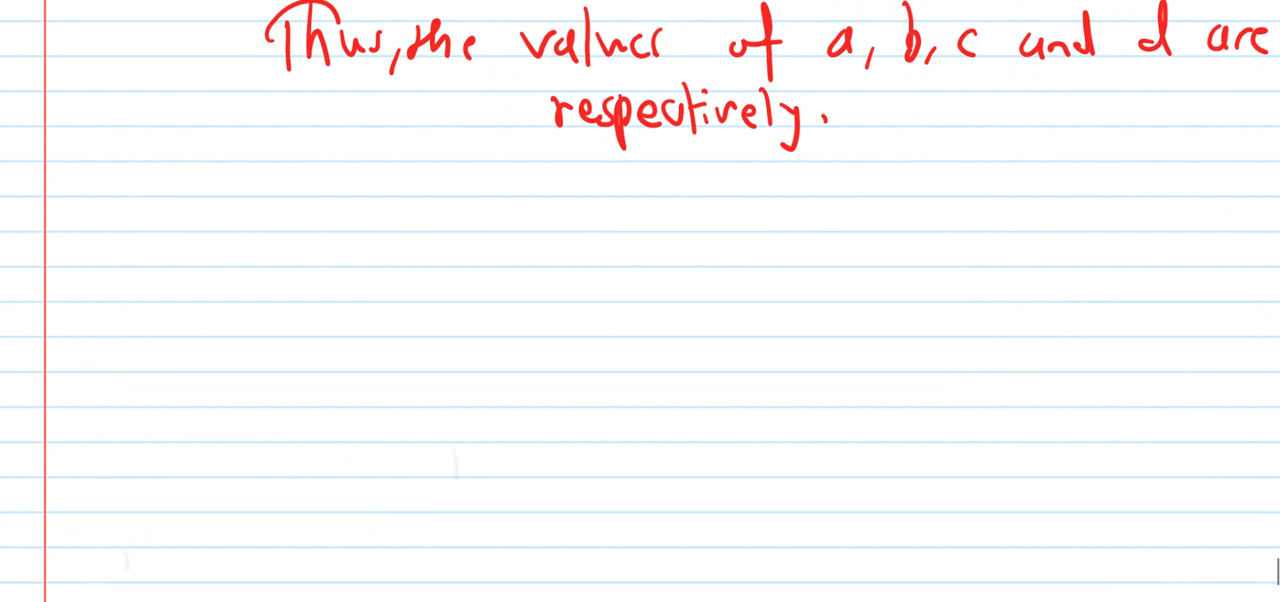 Thus, the values of a, b, c and d are
respectively.